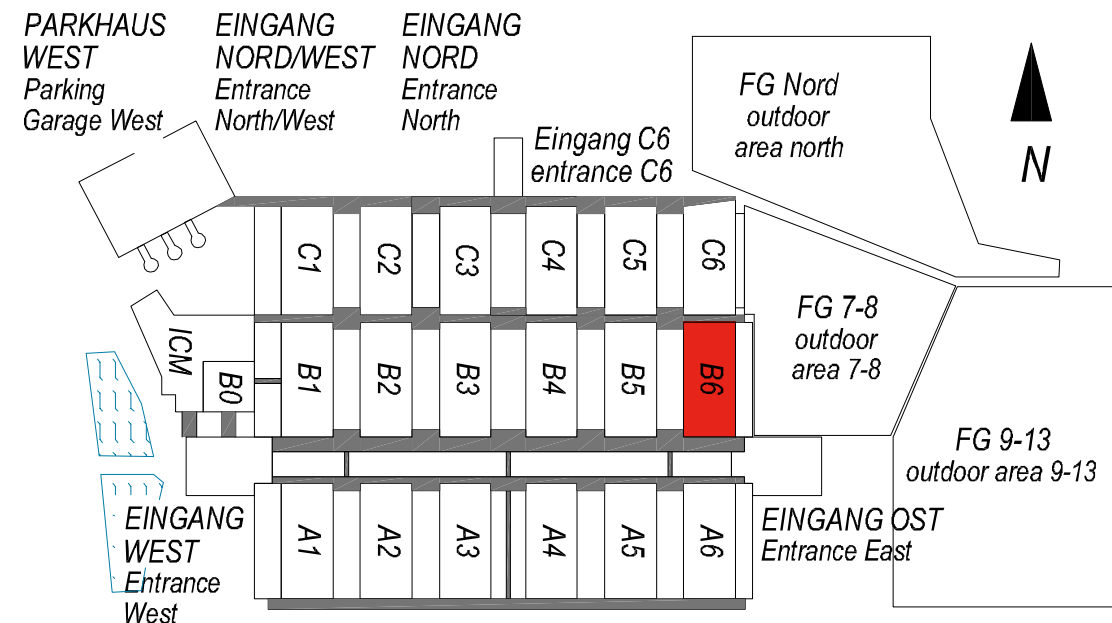 PARKHAUS
WEST
Parking
Garage West
EINGANG
NORD/WEST
Entrance
North/West
EINGANG
NORD
Entrance
North
Eingang C6
entrance C6
FG Nord
outdoor
area north
N
C1
C2
C3
C4
C5
C6
FG 7-8
outdoor
area 7-8
ICM
B0
B1
B2
B3
B4
B5
B6
FG 9-13
outdoor area 9-13
EINGANG
WEST
Entrance
West
A1
A2
A3
A4
A5
A6
EINGANG OST
Entrance East